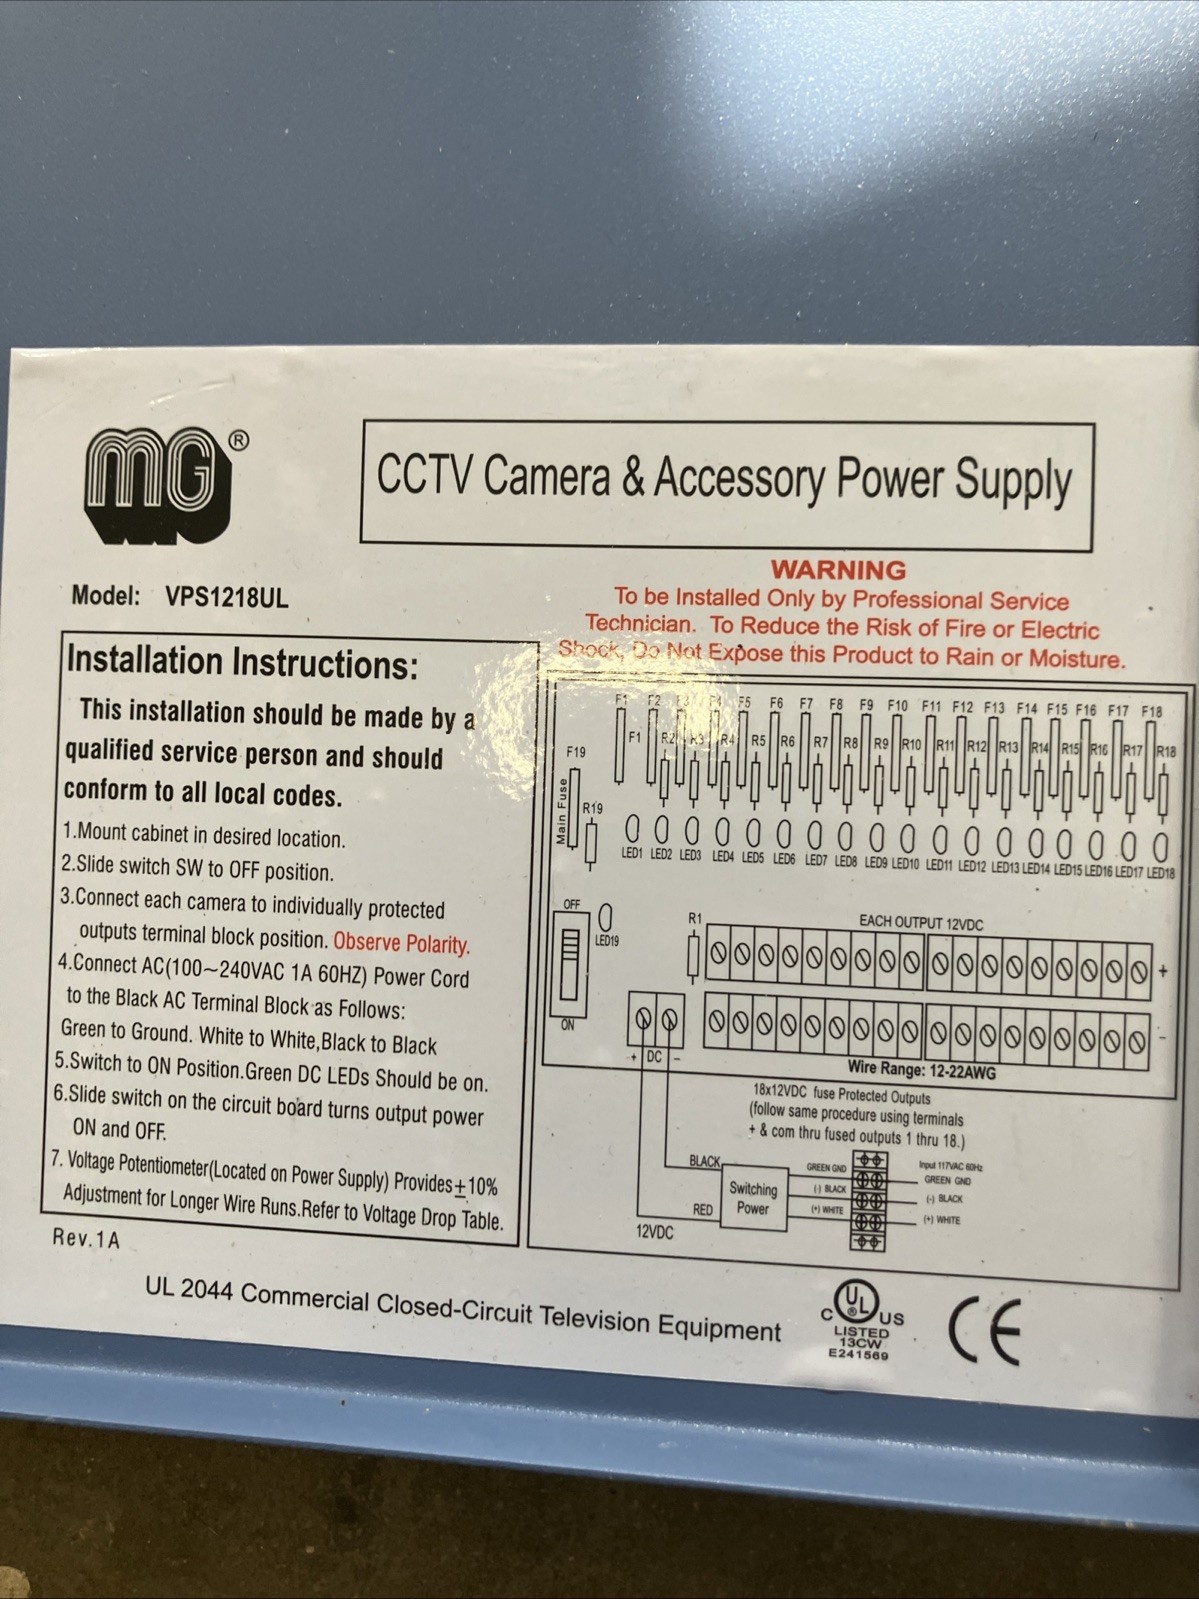 MG®
CCTV Camera & Accessory Power Supply
Model: VPS1218UL
WARNING
To be Installed Only by Professional Service
Technician. To Reduce the Risk of Fire or Electric
Shock, Do Not Expose this Product to Rain or Moisture.
Installation Instructions:
This installation should be made by a
qualified service person and should
conform to all local codes.
1.Mount cabinet in desired location.
2.Slide switch SW to OFF position.
3.Connect each camera to individually protected
outputs terminal block position. Observe Polarity.
4.Connect AC(100~240VAC 1A 60HZ) Power Cord
to the Black AC Terminal Block as Follows:
Green to Ground. White to White,Black to Black
5.Switch to ON Position.Green DC LEDs Should be on.
6.Slide switch on the circuit board turns output power
ON and OFF.
7. Voltage Potentiometer(Located on Power Supply) Provides±10%
Adjustment for Longer Wire Runs.Refer to Voltage Drop Table.
Rev.1A
F1 F2 F3 F4 F5 F6 F7 F8 F9 F10 F11 F12 F13 F14 F15 F16 F17 F18
F1 R2 R3 R4 R5 R6 R7 R8 R9 R10 R11 R12 R13 R14 R15 R16 R17 R18
F19
Main Fuse
R19
LED1 LED2 LED3 LED4 LED5 LED6 LED7 LED8 LED9 LED10 LED11 LED12 LED13 LED14 LED15 LED16 LED17 LED18
OFF
LED19
ON
R1
EACH OUTPUT 12VDC
+
-
+ DC -
Wire Range: 12-22AWG
18x12VDC fuse Protected Outputs
(follow same procedure using terminals
+ & com thru fused outputs 1 thru 18.)
BLACK
RED
12VDC
Switching
Power
GREEN GND
(-) BLACK
(+) WHITE
Input 117VAC 60Hz
GREEN GND
(-) BLACK
(+) WHITE
UL 2044 Commercial Closed-Circuit Television Equipment
C UL® US
LISTED
13CW
E241569
CE